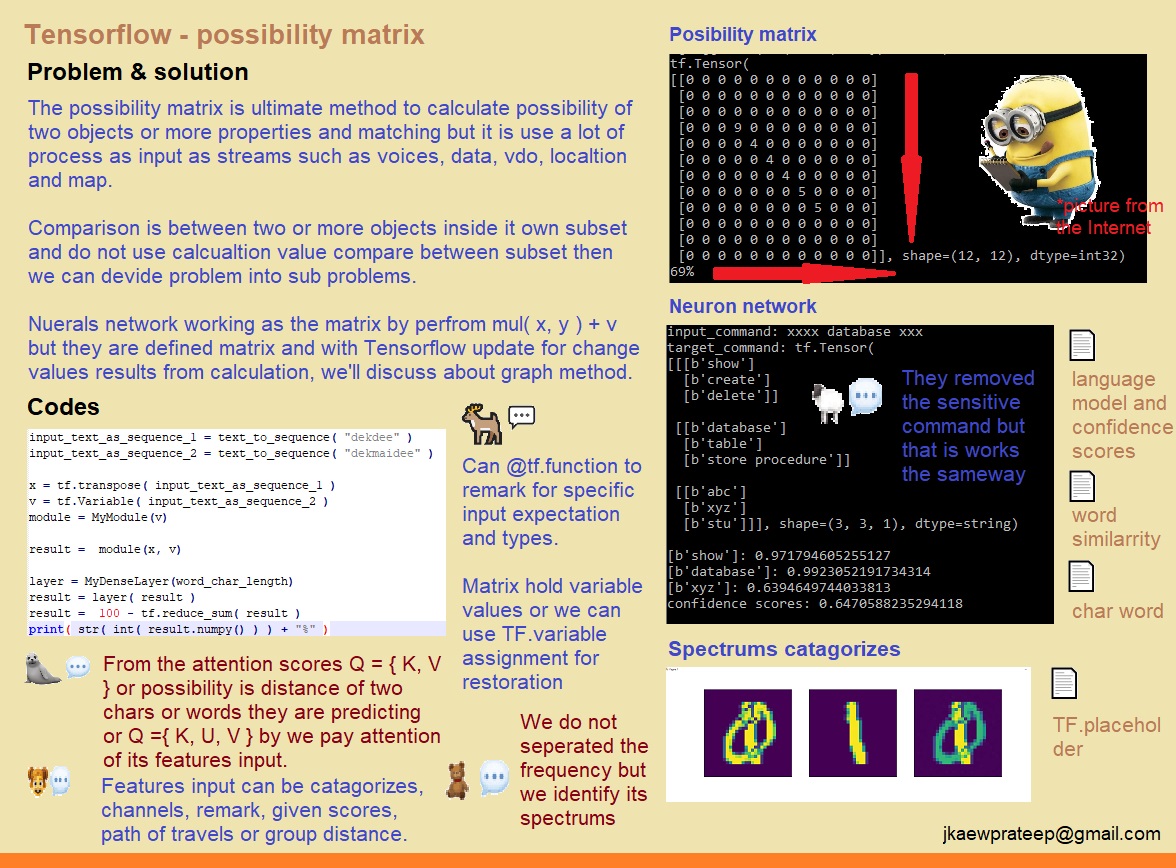 Tensorflow - possibility matrix
Problem & solution
The possibility matrix is ultimate method to calculate possibility of
two objects or more properties and matching but it is use a lot of
process as input as streams such as voices, data, vdo, localtion
and map.
Comparison is between two or more objects inside it own subset
and do not use calcualtion value compare between subset then
we can devide problem into sub problems.
Nuerals network working as the matrix by perfrom mul( x, y ) + v
but they are defined matrix and with Tensorflow update for change
values results from calculation, we'll discuss about graph method.
Codes
input_text_as_sequence_1 = text_to_sequence( "dekdee" )
input_text_as_sequence_2 = text_to_sequence( "dekmaidee" )
x = tf.transpose( input_text_as_sequence_1 )
v = tf.Variable( input_text_as_sequence_2 )
module = MyModule(v)
result =  module(x, v)
layer = MyDenseLayer(word_char_length)
result = layer( result )
result =  100 - tf.reduce_sum( result )
print( str( int( result.numpy() ) ) + "%" )
From the attention scores Q = { K, V
} or possibility is distance of two
chars or words they are predicting
or Q ={ K, U, V } by we pay attention
of its features input.
Features input can be catagorizes,
channels, remark, given scores,
path of travels or group distance.
Can @tf.function to
remark for specific
input expectation
and types.
Matrix hold variable
values or we can
use TF.variable
assignment for
restoration
We do not
seperated the
frequency but
we identify its
spectrums
Posibility matrix
tf.Tensor(
[[0 0 0 0 0 0 0 0 0 0 0 0]
[0 0 0 0 0 0 0 0 0 0 0 0]
[0 0 0 0 0 0 0 0 0 0 0 0]
[0 0 0 9 0 0 0 0 0 0 0 0]
[0 0 0 0 4 0 0 0 0 0 0 0]
[0 0 0 0 0 4 0 0 0 0 0 0]
[0 0 0 0 0 0 4 0 0 0 0 0]
[0 0 0 0 0 0 0 5 0 0 0 0]
[0 0 0 0 0 0 0 0 5 0 0 0]
[0 0 0 0 0 0 0 0 0 0 0 0]
[0 0 0 0 0 0 0 0 0 0 0 0]
[0 0 0 0 0 0 0 0 0 0 0 0]], shape=(12, 12), dtype=int32)
69%
*picture from
the Internet
Neuron network
input_command: xxxx database xxx
target_command: tf.Tensor(
[[[b'show']
[b'create']
[b'delete']]
[[b'database']
[b'table']
[b'store procedure']]
[[b'abc']
[b'xyz']
[b'stu']]], shape=(3, 3, 1), dtype=string)
[b'show']: 0.971794605255127
[b'database']: 0.9923052191734314
[b'xyz']: 0.6394649744033813
confidence scores: 0.6470588235294118
They removed
the sensitive
command but
that is works
the sameway
language
model and
confidence
scores
word
similarrity
char word
Spectrums catagorizes
TF.placehol
der
jkaewprateep@gmail.com